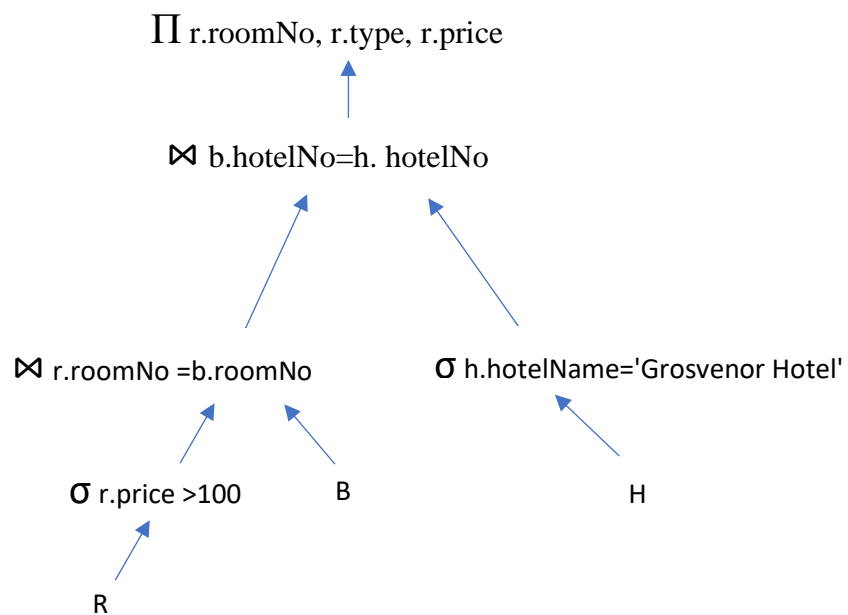 Π r.roomNo, r.type, r.price
⋈ b.hotelNo=h. hotelNo
⋈ r.roomNo =b.roomNo
σ h.hotelName='Grosvenor Hotel'
σ r.price >100
B
H
R